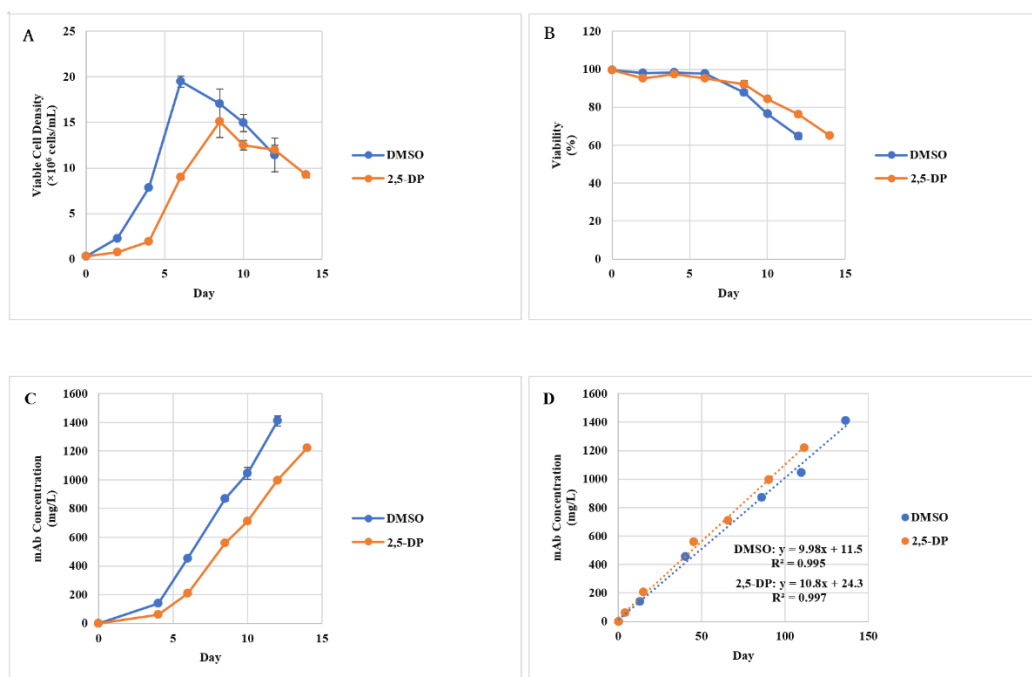 A
25
20
15
10
5
0
0 5 10 15
Viable Cell Density
(×10⁶ cells/mL)
Day
DMSO
2,5-DP
B
120
100
80
60
40
20
0
0 5 10 15
Viability
(%)
Day
DMSO
2,5-DP
C
1600
1400
1200
1000
800
600
400
200
0
0 5 10 15
mAb Concentration
(mg/L)
Day
DMSO
2,5-DP
D
1600
1400
1200
1000
800
600
400
200
0
0 50 100 150
mAb Concentration
(mg/L)
Day
DMSO: y = 9.98x + 11.5
R² = 0.995
2,5-DP: y = 10.8x + 24.3
R² = 0.997
DMSO
2,5-DP